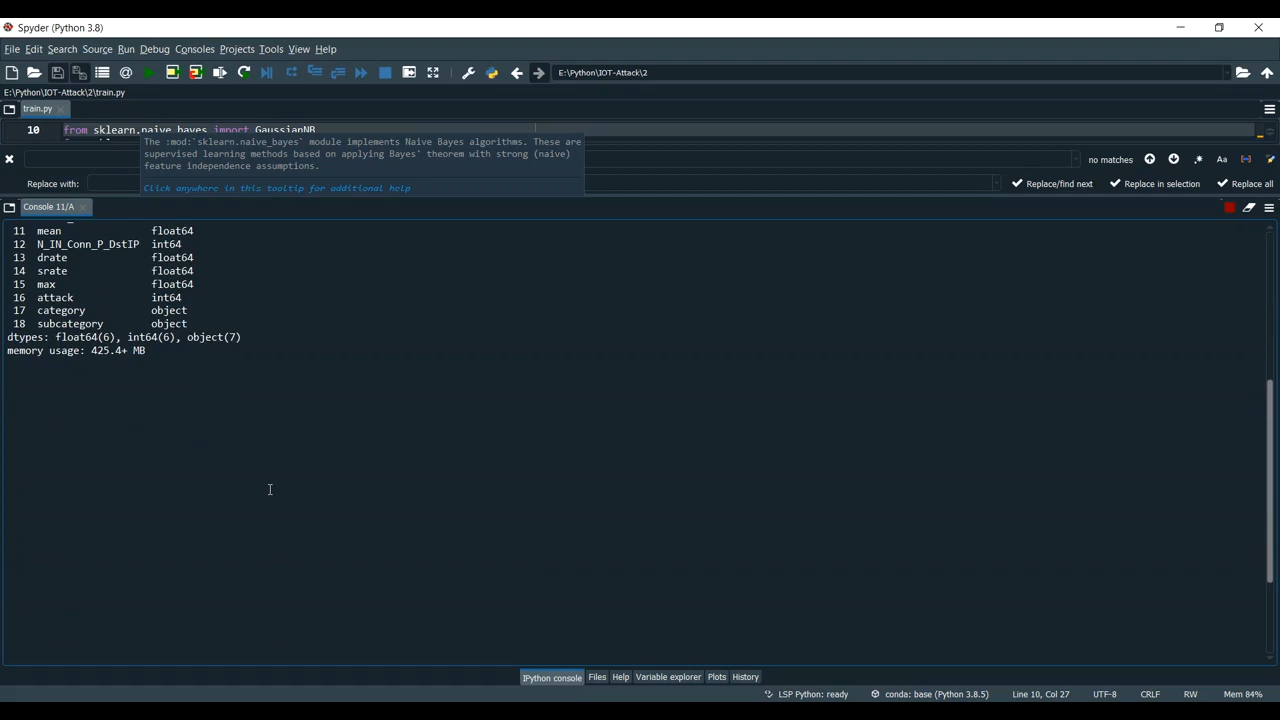 Spyder (Python 3.8)
File Edit Search Source Run Debug Consoles Projects Tools View Help
E:\Python\IOT-Attack\2
E:\Python\IOT-Attack\2\train.py
train.py
10 from sklearn.naive_bayes import GaussianNB
The :mod:`sklearn.naive_bayes` module implements Naive Bayes algorithms. These are
supervised learning methods based on applying Bayes' theorem with strong (naive)
feature independence assumptions.
no matches Aa
Click anywhere in this tooltip for additional help
Replace with: Replace/find next Replace in selection Replace all
Console 11/A
11 mean float64
12 N_IN_Conn_P_DstIP int64
13 drate float64
14 srate float64
15 max float64
16 attack int64
17 category object
18 subcategory object
dtypes: float64(6), int64(6), object(7)
memory usage: 425.4+ MB
IPython console Files Help Variable explorer Plots History
LSP Python: ready conda: base (Python 3.8.5) Line 10, Col 27 UTF-8 CRLF RW Mem 84%